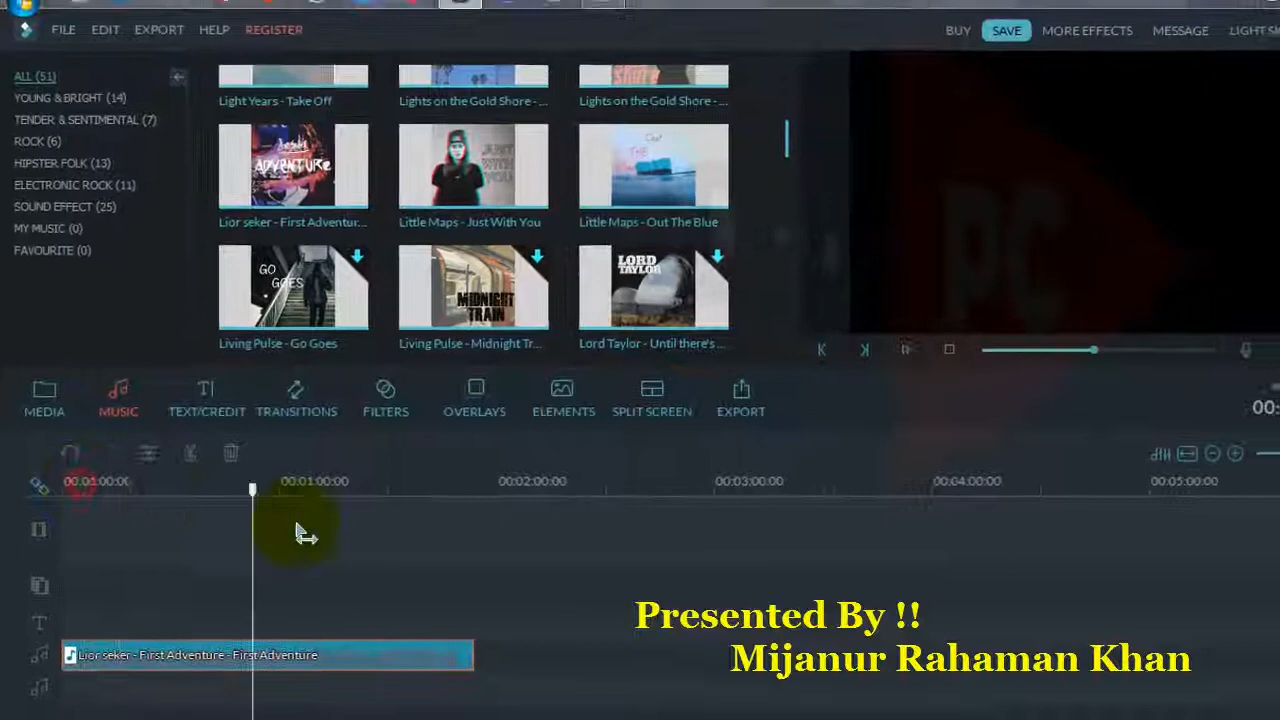 FILE EDIT EXPORT HELP REGISTER
BUY SAVE MORE EFFECTS MESSAGE LIGHT
ALL (51)
YOUNG & BRIGHT (14)
TENDER & SENTIMENTAL (7)
ROCK (6)
HIPSTER FOLK (13)
ELECTRONIC ROCK (11)
SOUND EFFECT (25)
MY MUSIC (0)
FAVOURITE (0)
Light Years - Take Off
Lights on the Gold Shore - ...
Lights on the Gold Shore - ...
ADVENTURE
Lior seker - First Adventur...
Little Maps - Just With You
Little Maps - Out The Blue
GO
GOES
MIDNIGHT
TRAIN
LORD
TAYLOR
Living Pulse - Go Goes
Living Pulse - Midnight Tr...
Lord Taylor - Until there's ...
PC
MEDIA MUSIC TEXT/CREDIT TRANSITIONS FILTERS OVERLAYS ELEMENTS SPLIT SCREEN EXPORT
00:
00:01:00:00 00:02:00:00 00:03:00:00 00:04:00:00 00:05:00:00
Lior seker - First Adventure - First Adventure
Presented By !!
Mijanur Rahaman Khan